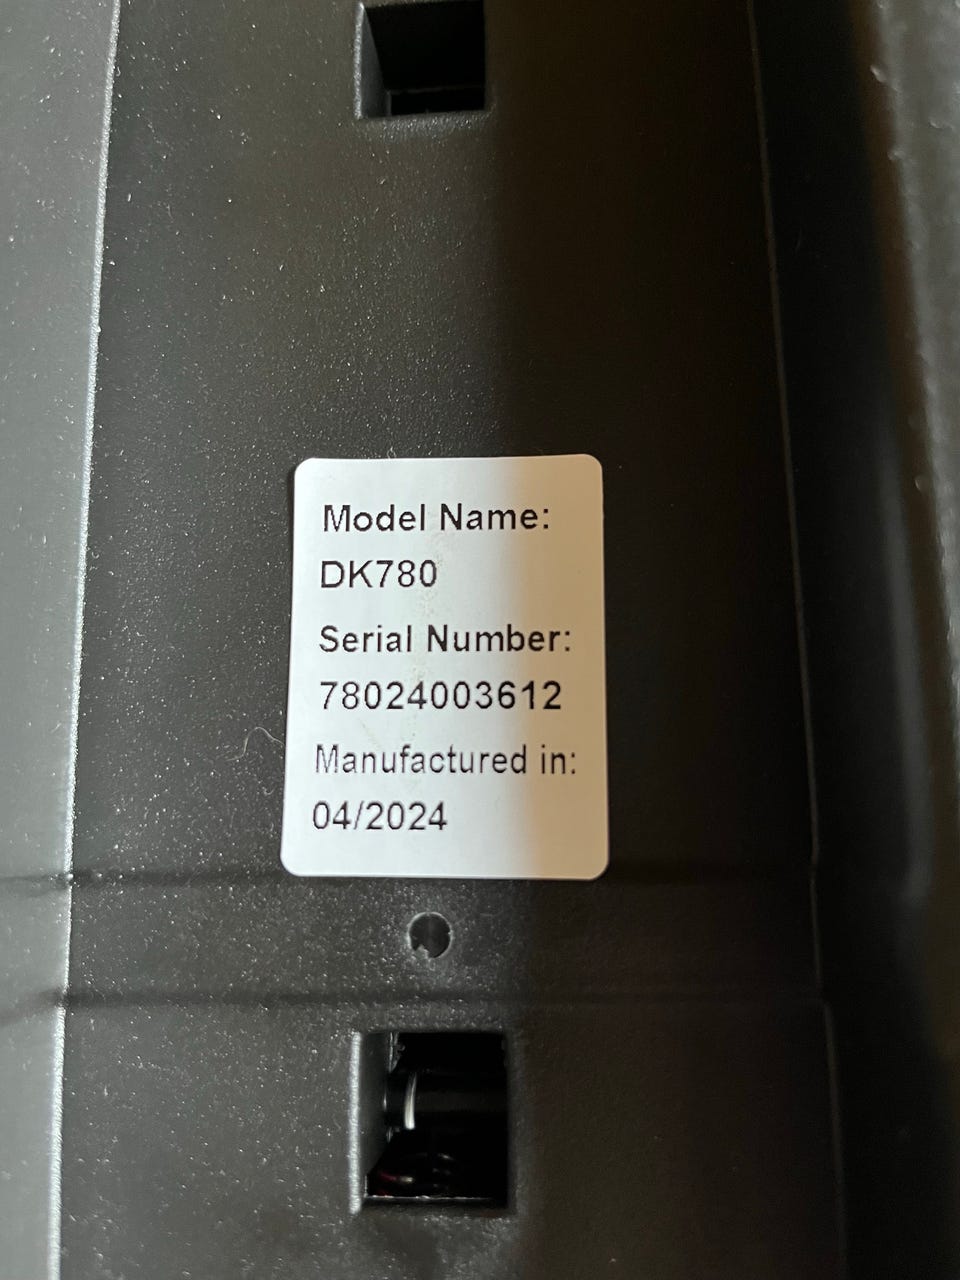 Model Name:
DK780
Serial Number:
78024003612
Manufactured in:
04/2024